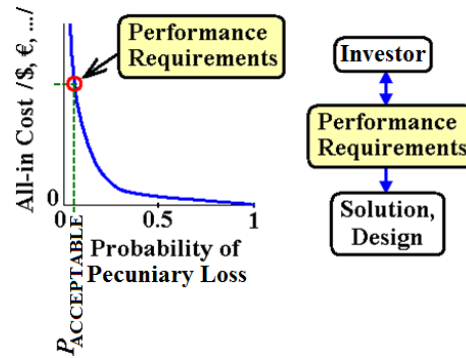 All-in Cost /$, €, .../
Performance
Requirements
0
0
0.5
1
Probability of
Pecuniary Loss
PACCEPTABLE
Investor
Performance
Requirements
Solution,
Design